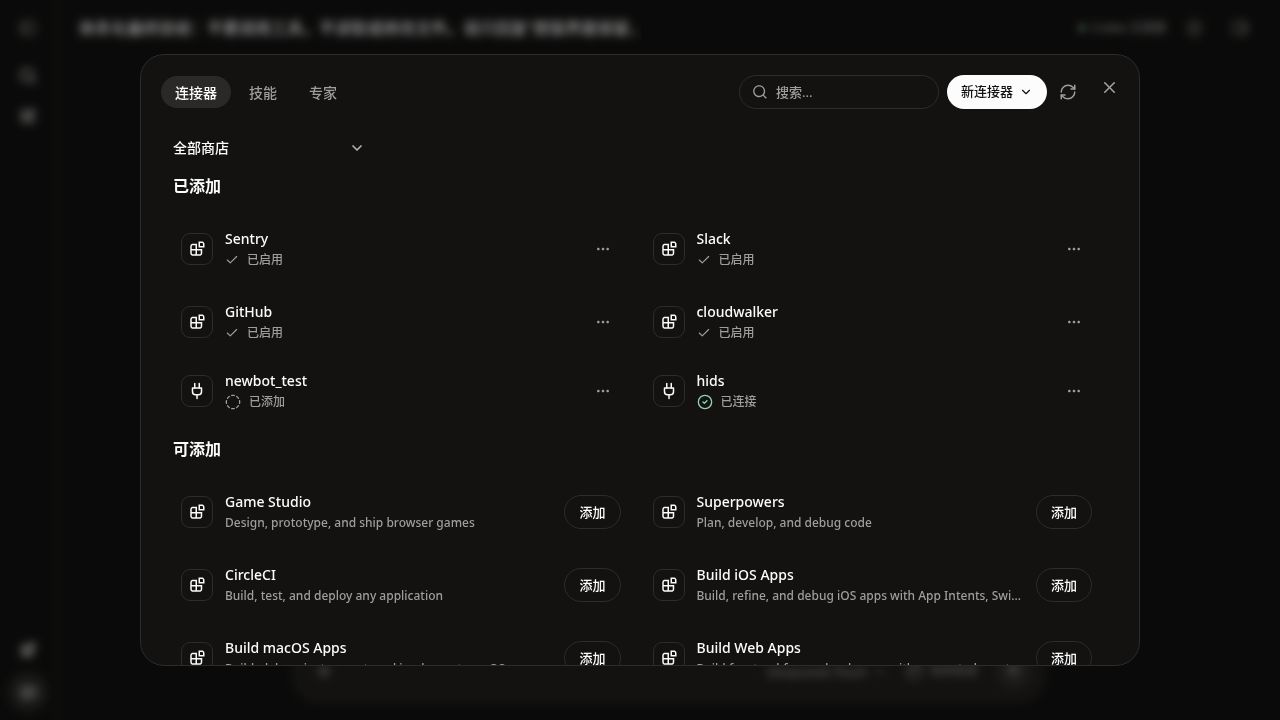 连接器
技能
专家
搜索...
新连接器
全部商店
已添加
Sentry
已启用
Slack
已启用
GitHub
已启用
cloudwalker
已启用
newbot_test
已添加
hids
已连接
可添加
Game Studio
Design, prototype, and ship browser games
添加
Superpowers
Plan, develop, and debug code
添加
CircleCI
Build, test, and deploy any application
添加
Build iOS Apps
Build, refine, and debug iOS apps with App Intents, Swi...
添加
Build macOS Apps
添加
Build Web Apps
添加